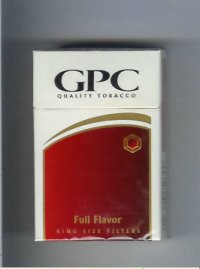 GPC
QUALITY TOBACCO
Full Flavor
KING SIZE FILTERS